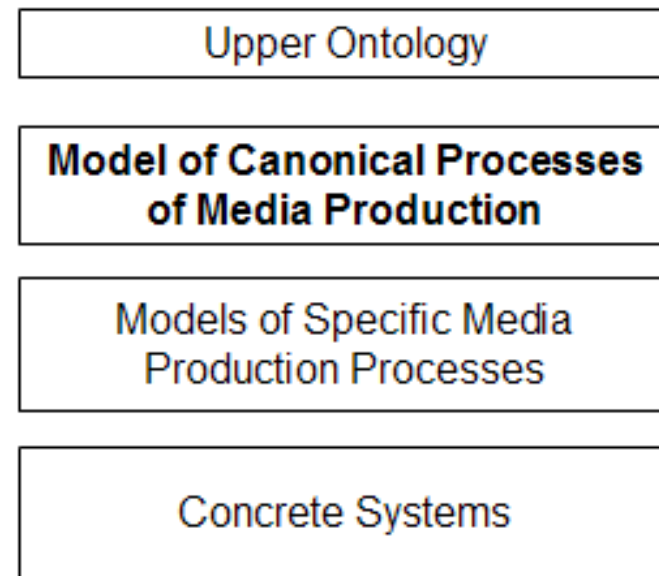 Upper Ontology
Model of Canonical Processes
of Media Production
Models of Specific Media
Production Processes
Concrete Systems